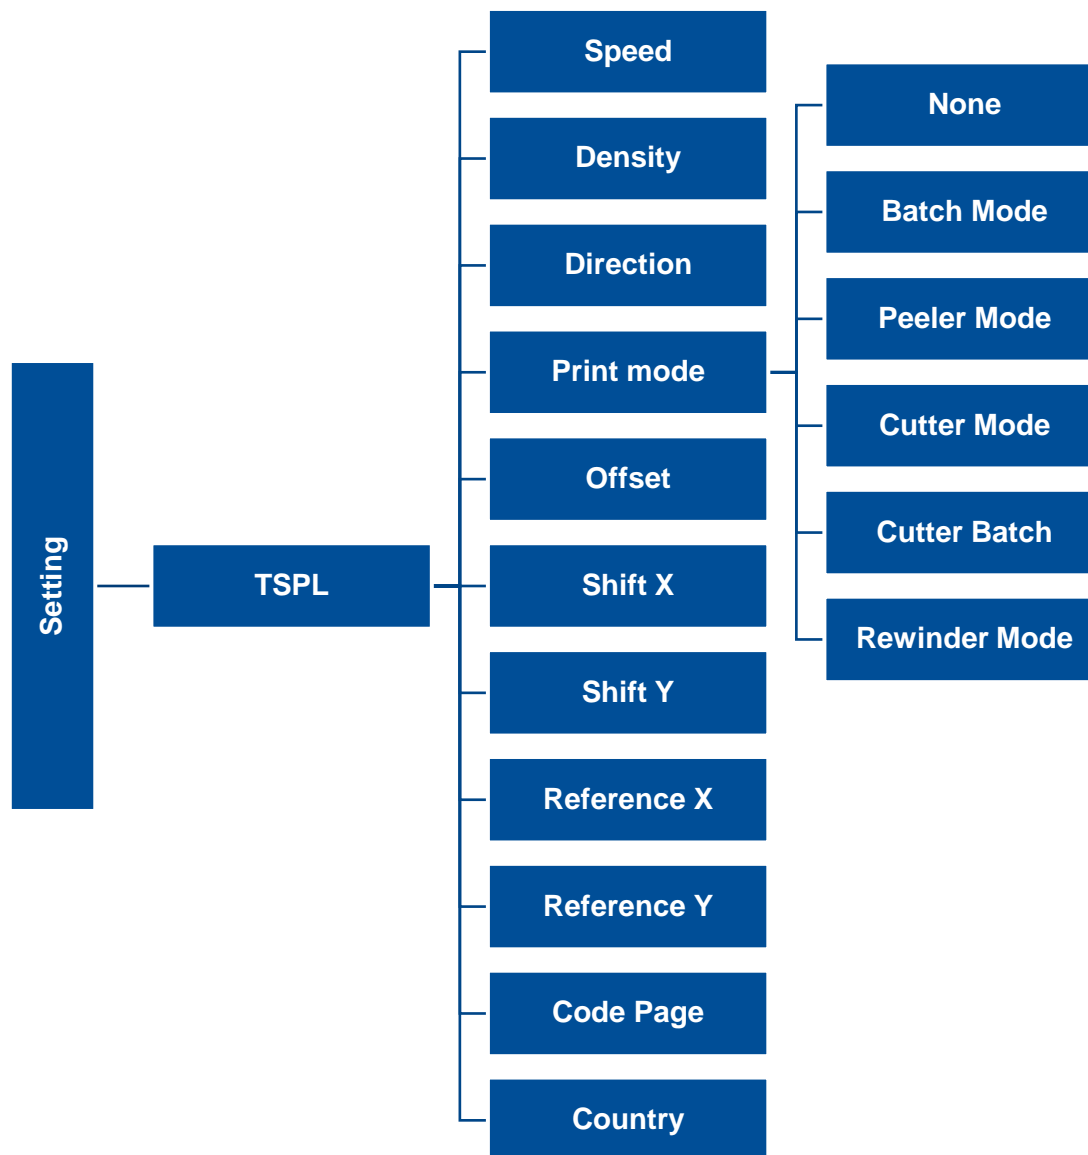 Setting
TSPL
Speed
Density
Direction
Print mode
Offset
Shift X
Shift Y
Reference X
Reference Y
Code Page
Country
None
Batch Mode
Peeler Mode
Cutter Mode
Cutter Batch
Rewinder Mode